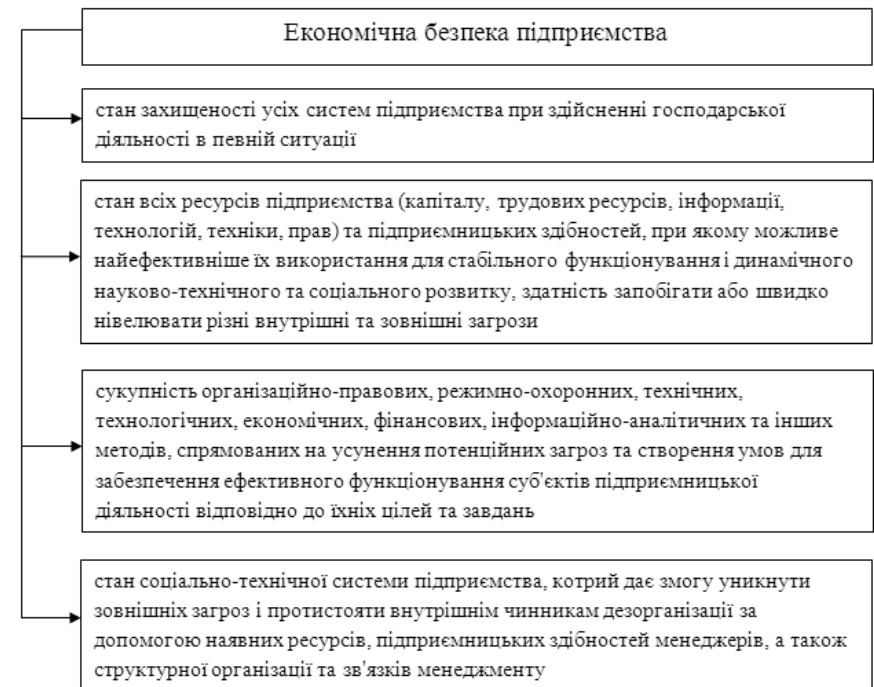 Економічна безпека підприємства
стан захищеності усіх систем підприємства при здійсненні господарської
діяльності в певній ситуації
стан всіх ресурсів підприємства (капіталу, трудових ресурсів, інформації,
технологій, техніки, прав) та підприємницьких здібностей, при якому можливе
найефективніше їх використання для стабільного функціонування і динамічного
науково-технічного та соціального розвитку, здатність запобігати або швидко
нівелювати різні внутрішні та зовнішні загрози
сукупність організаційно-правових, режимно-охоронних, технічних,
технологічних, економічних, фінансових, інформаційно-аналітичних та інших
методів, спрямованих на усунення потенційних загроз та створення умов для
забезпечення ефективного функціонування суб'єктів підприємницької
діяльності відповідно до їхніх цілей та завдань
стан соціально-технічної системи підприємства, котрий дає змогу уникнути
зовнішніх загроз і протистояти внутрішнім чинникам дезорганізації за
допомогою наявних ресурсів, підприємницьких здібностей менеджерів, а також
структурної організації та зв'язків менеджменту